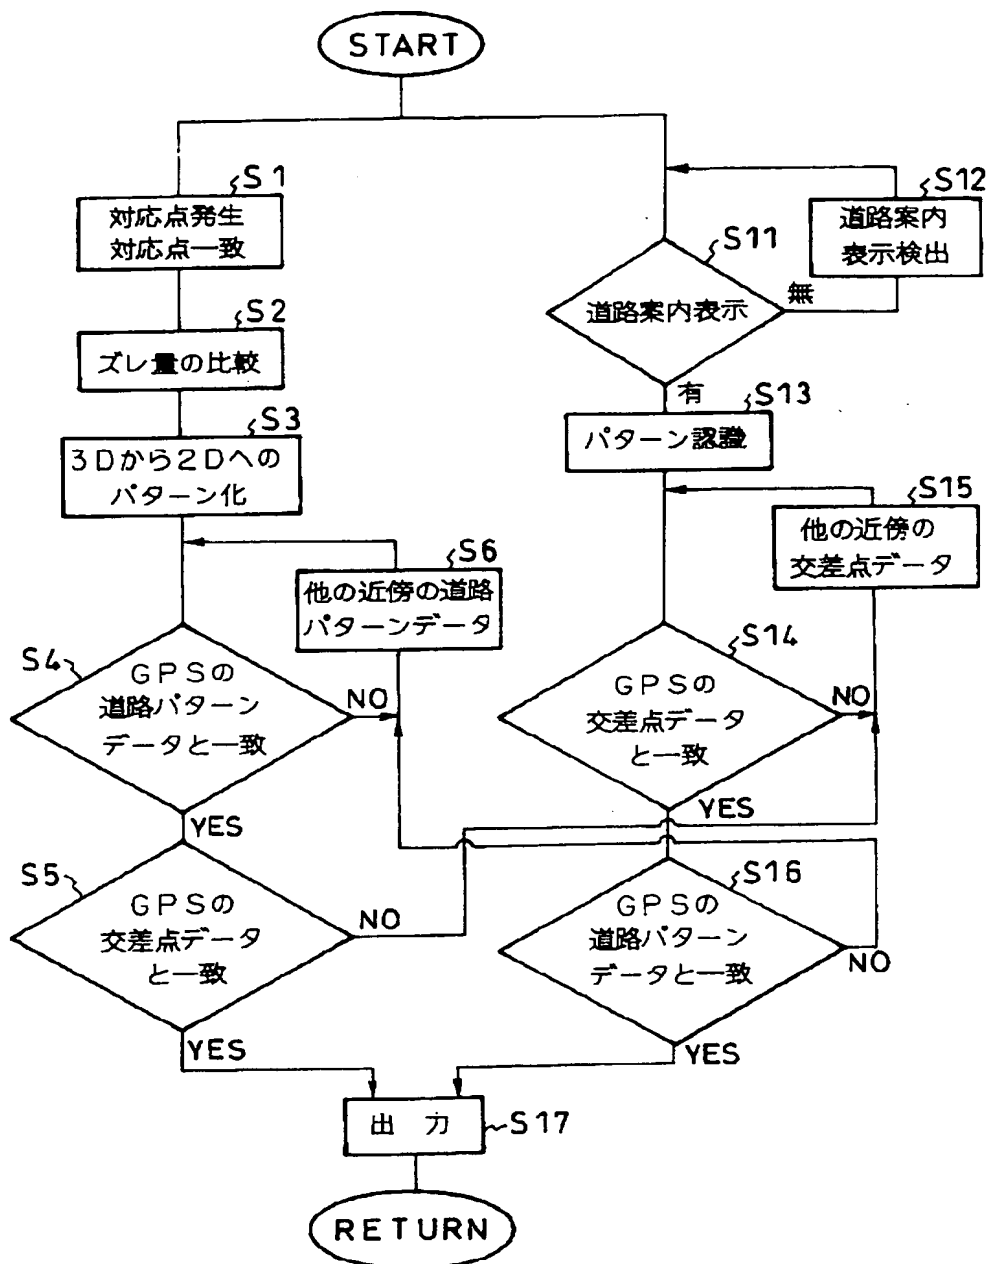 START
S1
対応点発生
対応点一致
S2
ズレ量の比較
S3
3Dから2Dへの
パターン化
S6
他の近傍の道路
パターンデータ
S4
GPSの
道路パターン
データと一致
NO
YES
S5
GPSの
交差点データ
と一致
NO
YES
S12
道路案内
表示検出
S11
道路案内表示
無
有
S13
パターン認識
S15
他の近傍の
交差点データ
S14
GPSの
交差点データ
と一致
NO
YES
S16
GPSの
道路パターン
データと一致
NO
YES
出力
S17
RETURN